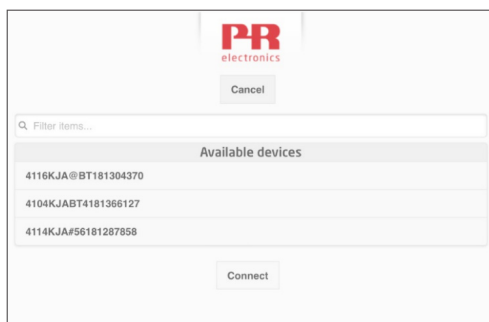 PR
electronics
Cancel
Filter items...
Available devices
4116KJA@BT181304370
4104KJABT4181366127
4114KJA#56181287858
Connect